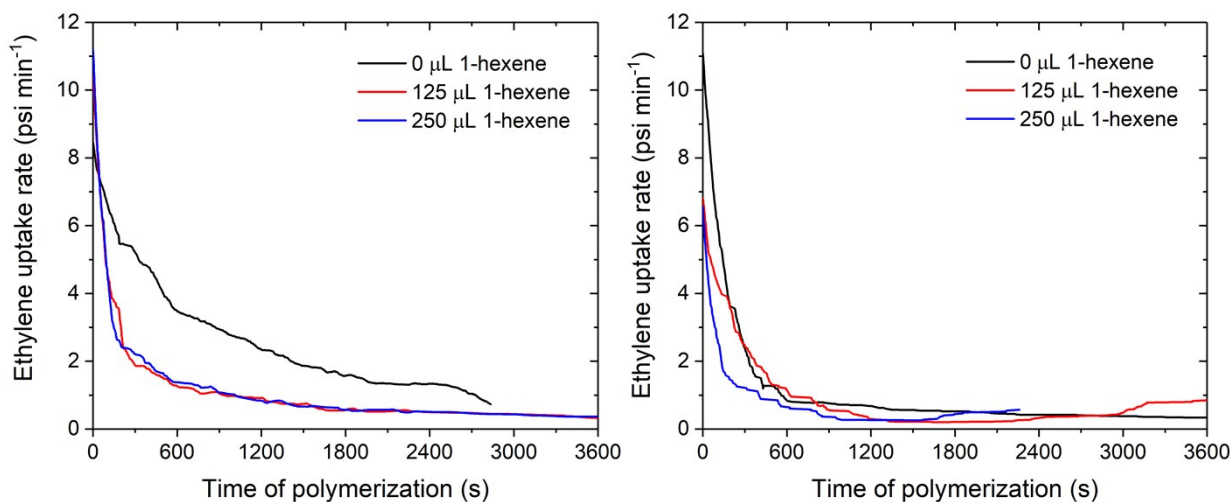 Ethylene uptake rate (psi min⁻¹)
12
10
8
6
4
2
0
0 μL 1-hexene
125 μL 1-hexene
250 μL 1-hexene
0 600 1200 1800 2400 3000 3600
Time of polymerization (s)
Ethylene uptake rate (psi min⁻¹)
12
10
8
6
4
2
0
0 μL 1-hexene
125 μL 1-hexene
250 μL 1-hexene
0 600 1200 1800 2400 3000 3600
Time of polymerization (s)